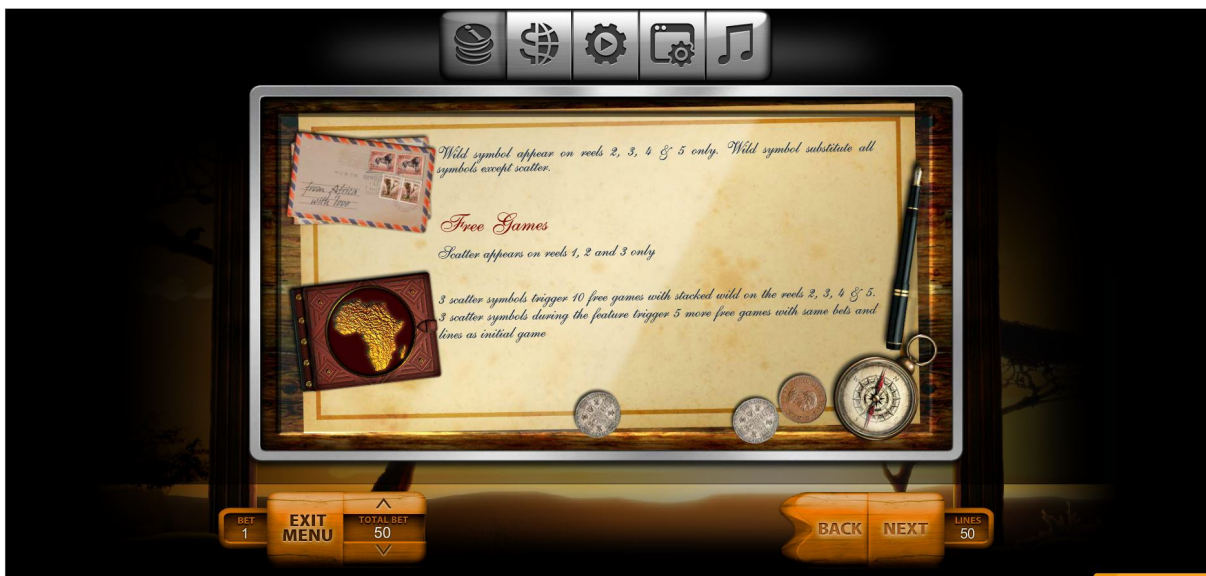 Wild symbol appear on reels 2, 3, 4 & 5 only. Wild symbol substitute all
symbols except scatter.
from Africa
with love
Free Games
Scatter appears on reels 1, 2 and 3 only
3 scatter symbols trigger 10 free games with stacked wild on the reels 2, 3, 4 & 5.
3 scatter symbols during the feature trigger 5 more free games with same bets and
lines as initial game
BET
1
EXIT
MENU
TOTAL BET
50
BACK
NEXT
LINES
50